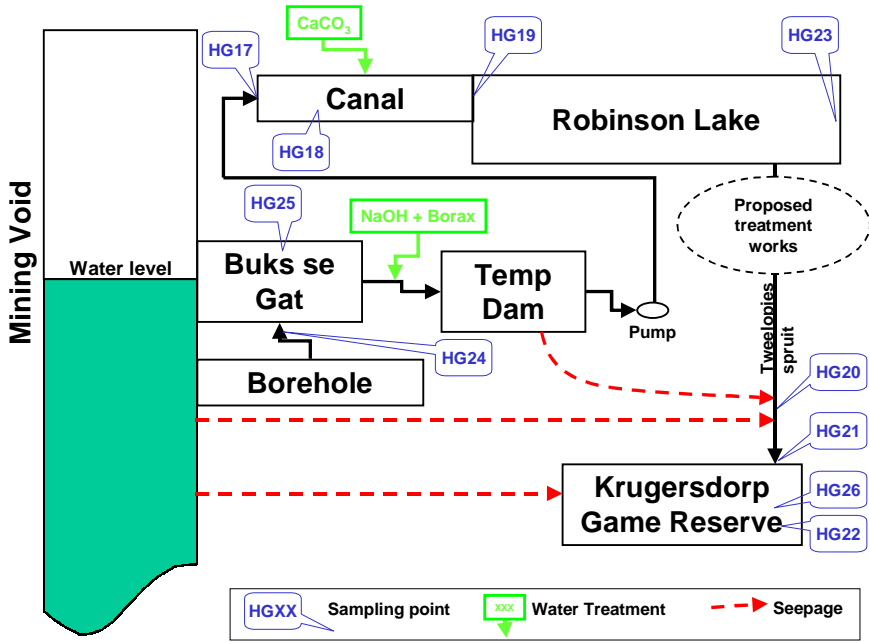 CaCO₃
HG17
HG19
HG23
Canal
Robinson Lake
HG18
HG25
NaOH + Borax
Proposed
treatment
works
Mining Void
Water level
Buks se
Gat
Temp
Dam
Pump
Tweelopies
spruit
HG24
HG20
Borehole
HG21
Krugersdorp
Game Reserve
HG26
HG22
HGXX
Sampling point
xxx
Water Treatment
Seepage